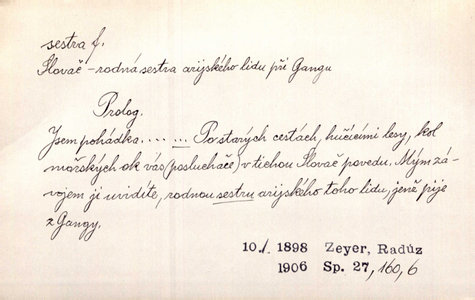 sestra f.
Slovač – rodná sestra arijského lidu při Gangu
Prolog.
Jsem pohádka..... ... Po starých cestách, hučícími lesy, kol
mořských ok vás (posluchače) v tichou Slovač povedu. Mým zá-
vojem ji uvidíte, rodnou sestru arijského toho lidu, jenž pije
z Gangy.
10./. 1898 Zeyer, Radúz
1906 Sp. 27, 160, 6